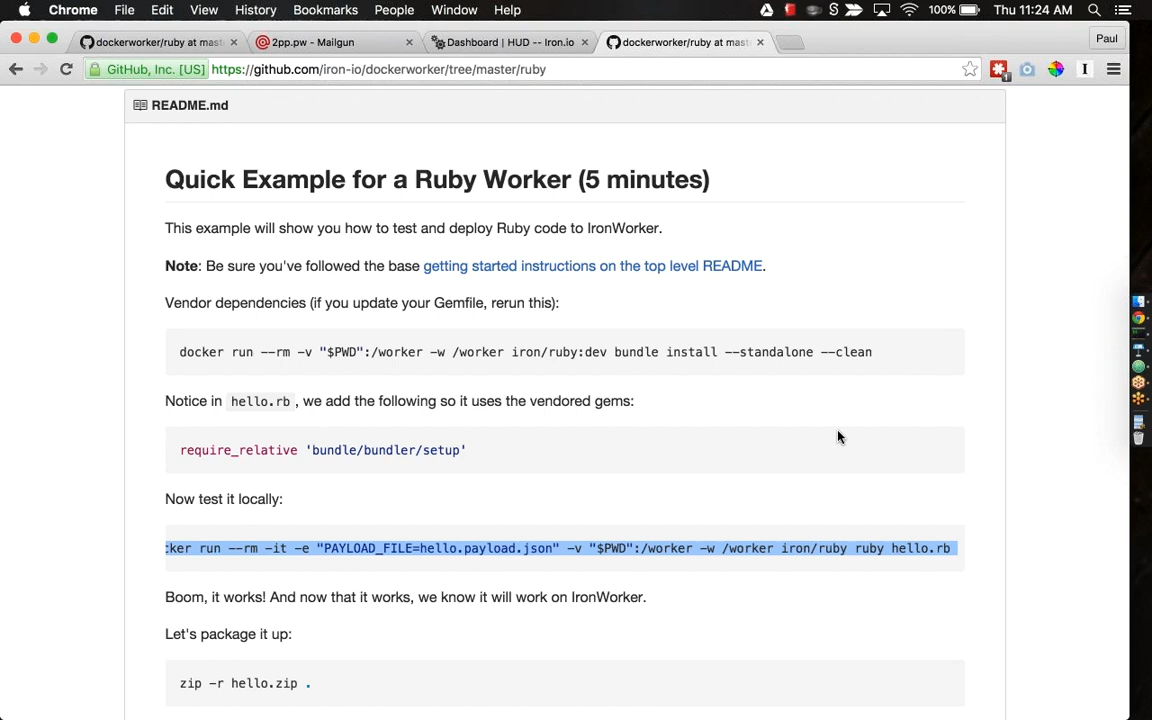 Chrome File Edit View History Bookmarks People Window Help 100% Thu 11:24 AM
dockerworker/ruby at mast
2pp.pw - Mailgun
Dashboard | HUD -- Iron.io
dockerworker/ruby at mast
Paul
GitHub, Inc. [US] https://github.com/iron-io/dockerworker/tree/master/ruby
README.md
Quick Example for a Ruby Worker (5 minutes)
This example will show you how to test and deploy Ruby code to IronWorker.
Note: Be sure you've followed the base getting started instructions on the top level README.
Vendor dependencies (if you update your Gemfile, rerun this):
docker run --rm -v "$PWD":/worker -w /worker iron/ruby:dev bundle install --standalone --clean
Notice in hello.rb , we add the following so it uses the vendored gems:
require_relative 'bundle/bundler/setup'
Now test it locally:
cker run --rm -it -e "PAYLOAD_FILE=hello.payload.json" -v "$PWD":/worker -w /worker iron/ruby ruby hello.rb
Boom, it works! And now that it works, we know it will work on IronWorker.
Let's package it up:
zip -r hello.zip .